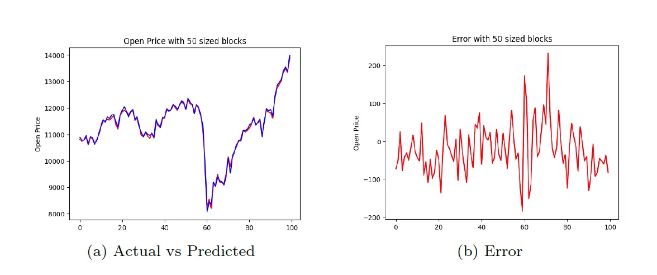 Open Price with 50 sized blocks
14000
13000
12000
11000
10000
9000
8000
Open Price
0 20 40 60 80 100
(a) Actual vs Predicted
Error with 50 sized blocks
200
100
0
−100
−200
Open Price
0 20 40 60 80 100
(b) Error